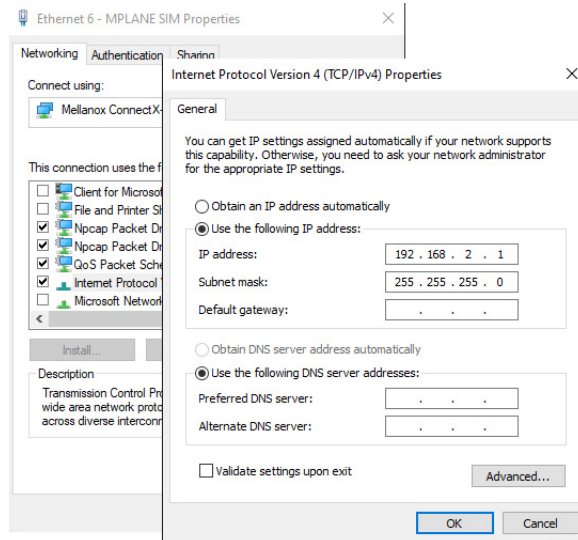 Ethernet 6 - MPLANE SIM Properties
Networking Authentication Sharing
Connect using:
Mellanox ConnectX-
This connection uses the f
Client for Microsof
File and Printer Sh
Npcap Packet Dr
Npcap Packet Dr
QoS Packet Sche
Internet Protocol
Microsoft Network
Install...
Description
Transmission Control Pro
wide area network proto
across diverse interconn
Internet Protocol Version 4 (TCP/IPv4) Properties
General
You can get IP settings assigned automatically if your network supports
this capability. Otherwise, you need to ask your network administrator
for the appropriate IP settings.
Obtain an IP address automatically
Use the following IP address:
IP address: 192 . 168 . 2 . 1
Subnet mask: 255 . 255 . 255 . 0
Default gateway: . . .
Obtain DNS server address automatically
Use the following DNS server addresses:
Preferred DNS server: . . .
Alternate DNS server: . . .
Validate settings upon exit
Advanced...
OK Cancel